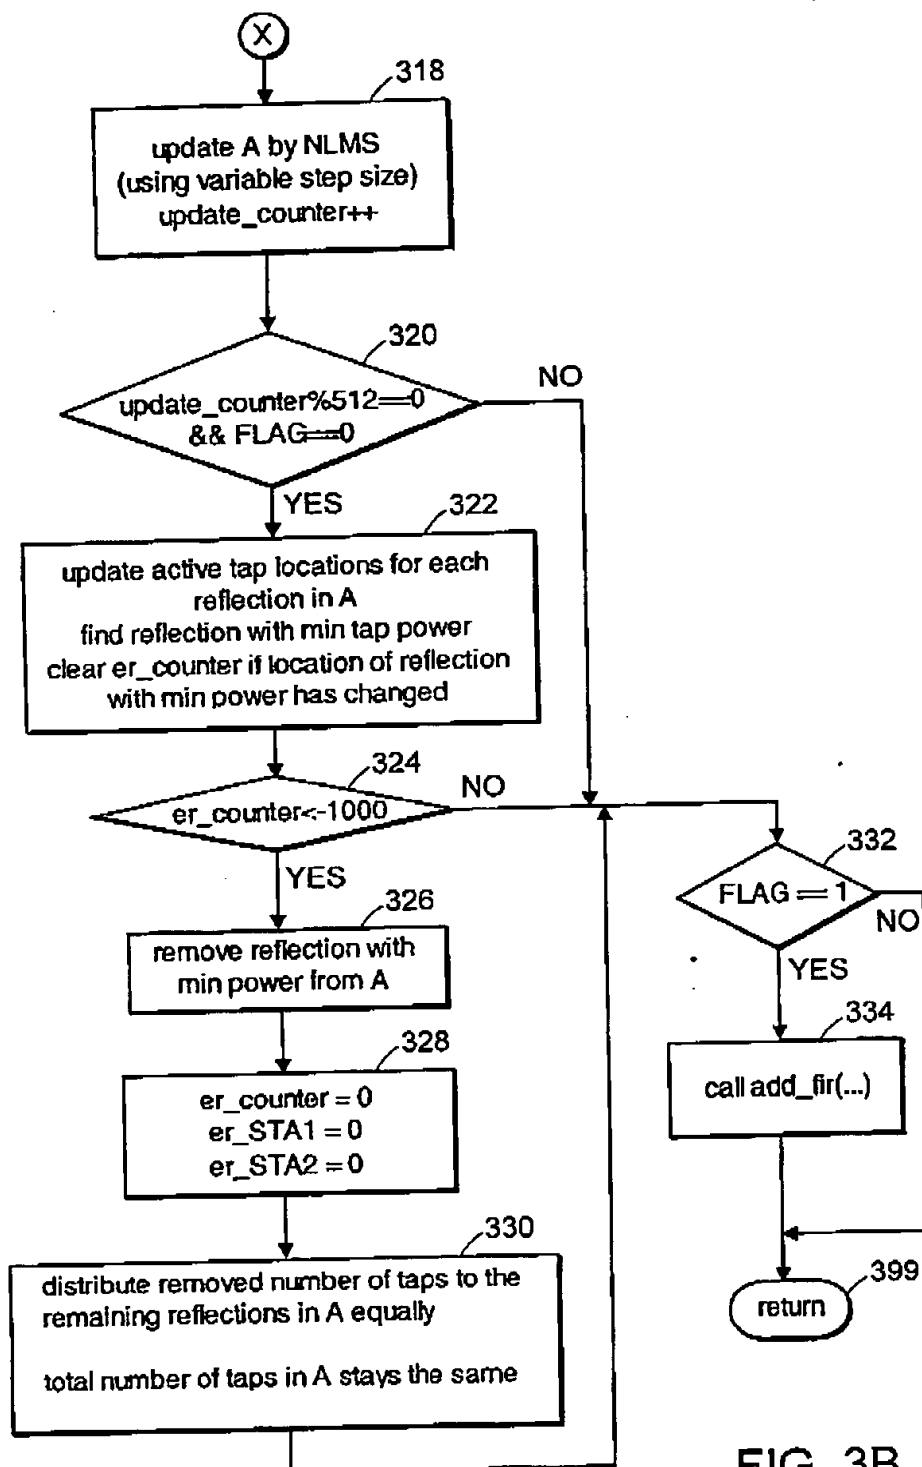 X
318
update A by NLMS
(using variable step size)
update_counter++
320
NO
update_counter%512==0
&& FLAG==0
YES
322
update active tap locations for each
reflection in A
find reflection with min tap power
clear er_counter if location of reflection
with min power has changed
324
NO
er_counter<-1000
YES
326
remove reflection with
min power from A
328
er_counter = 0
er_STA1 = 0
er_STA2 = 0
330
distribute removed number of taps to the
remaining reflections in A equally
total number of taps in A stays the same
332
FLAG == 1
NO
YES
334
call add_fir(...)
399
return
FIG. 3B